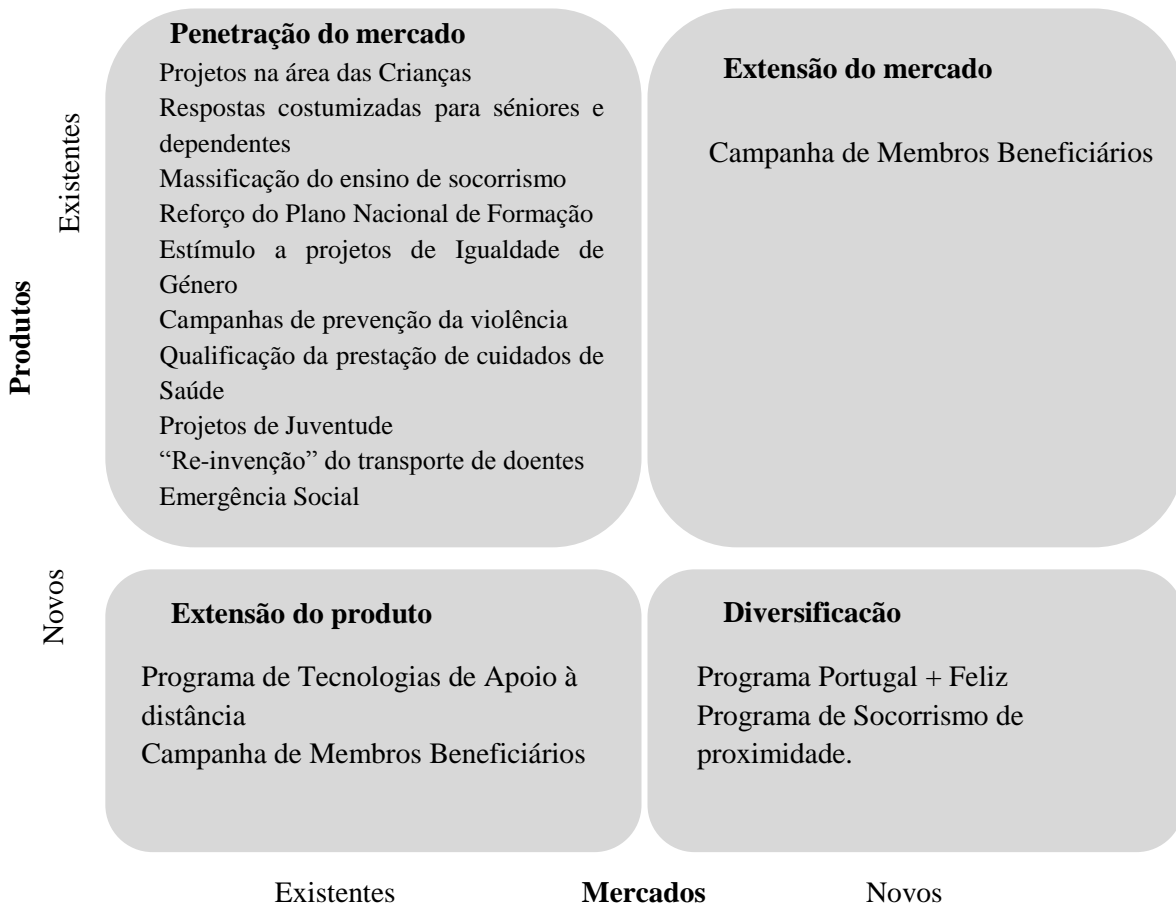 Penetração do mercado
Projetos na área das Crianças
Respostas costumizadas para séniores e
dependentes
Massificação do ensino de socorrismo
Reforço do Plano Nacional de Formação
Estímulo a projetos de Igualdade de
Género
Campanhas de prevenção da violência
Qualificação da prestação de cuidados de
Saúde
Projetos de Juventude
“Re-invenção” do transporte de doentes
Emergência Social
Extensão do mercado
Campanha de Membros Beneficiários
Existentes
Produtos
Novos
Extensão do produto
Programa de Tecnologias de Apoio à
distância
Campanha de Membros Beneficiários
Diversificacão
Programa Portugal + Feliz
Programa de Socorrismo de
proximidade.
Existentes
Mercados
Novos